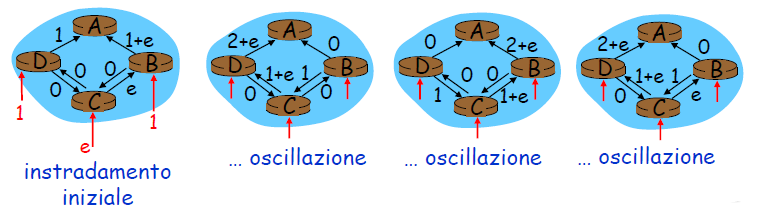 A
1 1+e
D 0 0 B
0 C e
1 1
e
instradamento
iniziale
A
2+e 0
D 1+e 1 B
0 C 0
... oscillazione
A
0 2+e
D 0 0 B
1 C 1+e
... oscillazione
A
2+e 0
D 1+e 1 B
0 C e
... oscillazione